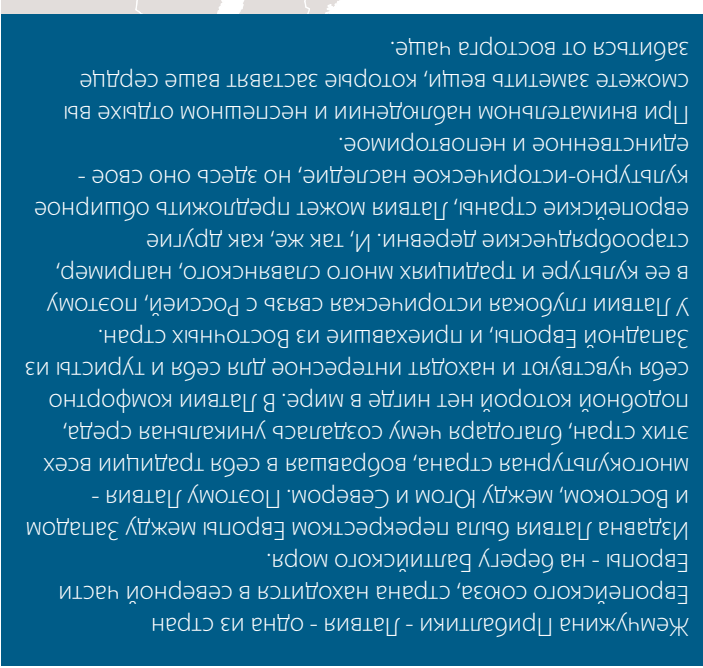 Жемчужина Прибалтики - Латвия - одна из стран
Европейского союза, страна находится в северной части
Европы - на берегу Балтийского моря.
Издавна Латвия была перекрестком Европы между Западом
и Востоком, между Югом и Севером. Поэтому Латвия -
многокультурная страна, вобравшая в себя традиции всех
этих стран, благодаря чему создалась уникальная среда,
подобной которой нет нигде в мире. В Латвии комфортно
себя чувствуют и находят интересное для себя и туристы из
Западной Европы, и приехавшие из Восточных стран.
У Латвии глубокая историческая связь с Россией, поэтому
в ее культуре и традициях много славянского, например,
старообрядческие деревни. И, так же, как другие
европейские страны, Латвия может предложить обширное
культурно-историческое наследие, но здесь оно свое -
единственное и неповторимое.
При внимательном наблюдении и неспешном отдыхе вы
сможете заметить вещи, которые заставят ваше сердце
забиться от восторга чаще.